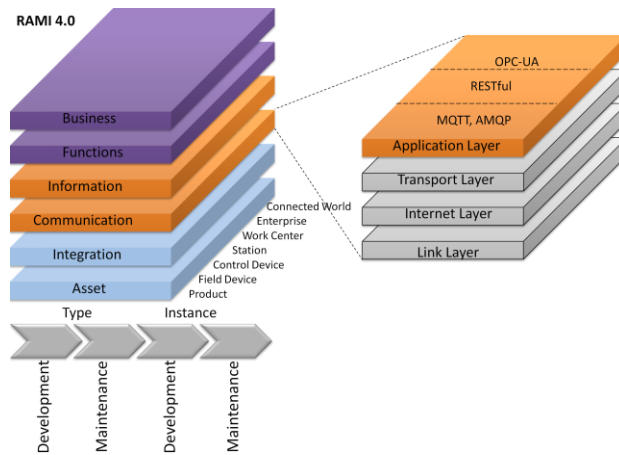 RAMI 4.0
Business
Functions
Information
Communication
Integration
Asset
Connected World
Enterprise
Work Center
Station
Control Device
Field Device
Product
Type
Instance
Development
Maintenance
Development
Maintenance
OPC-UA
RESTful
MQTT, AMQP
Application Layer
Transport Layer
Internet Layer
Link Layer